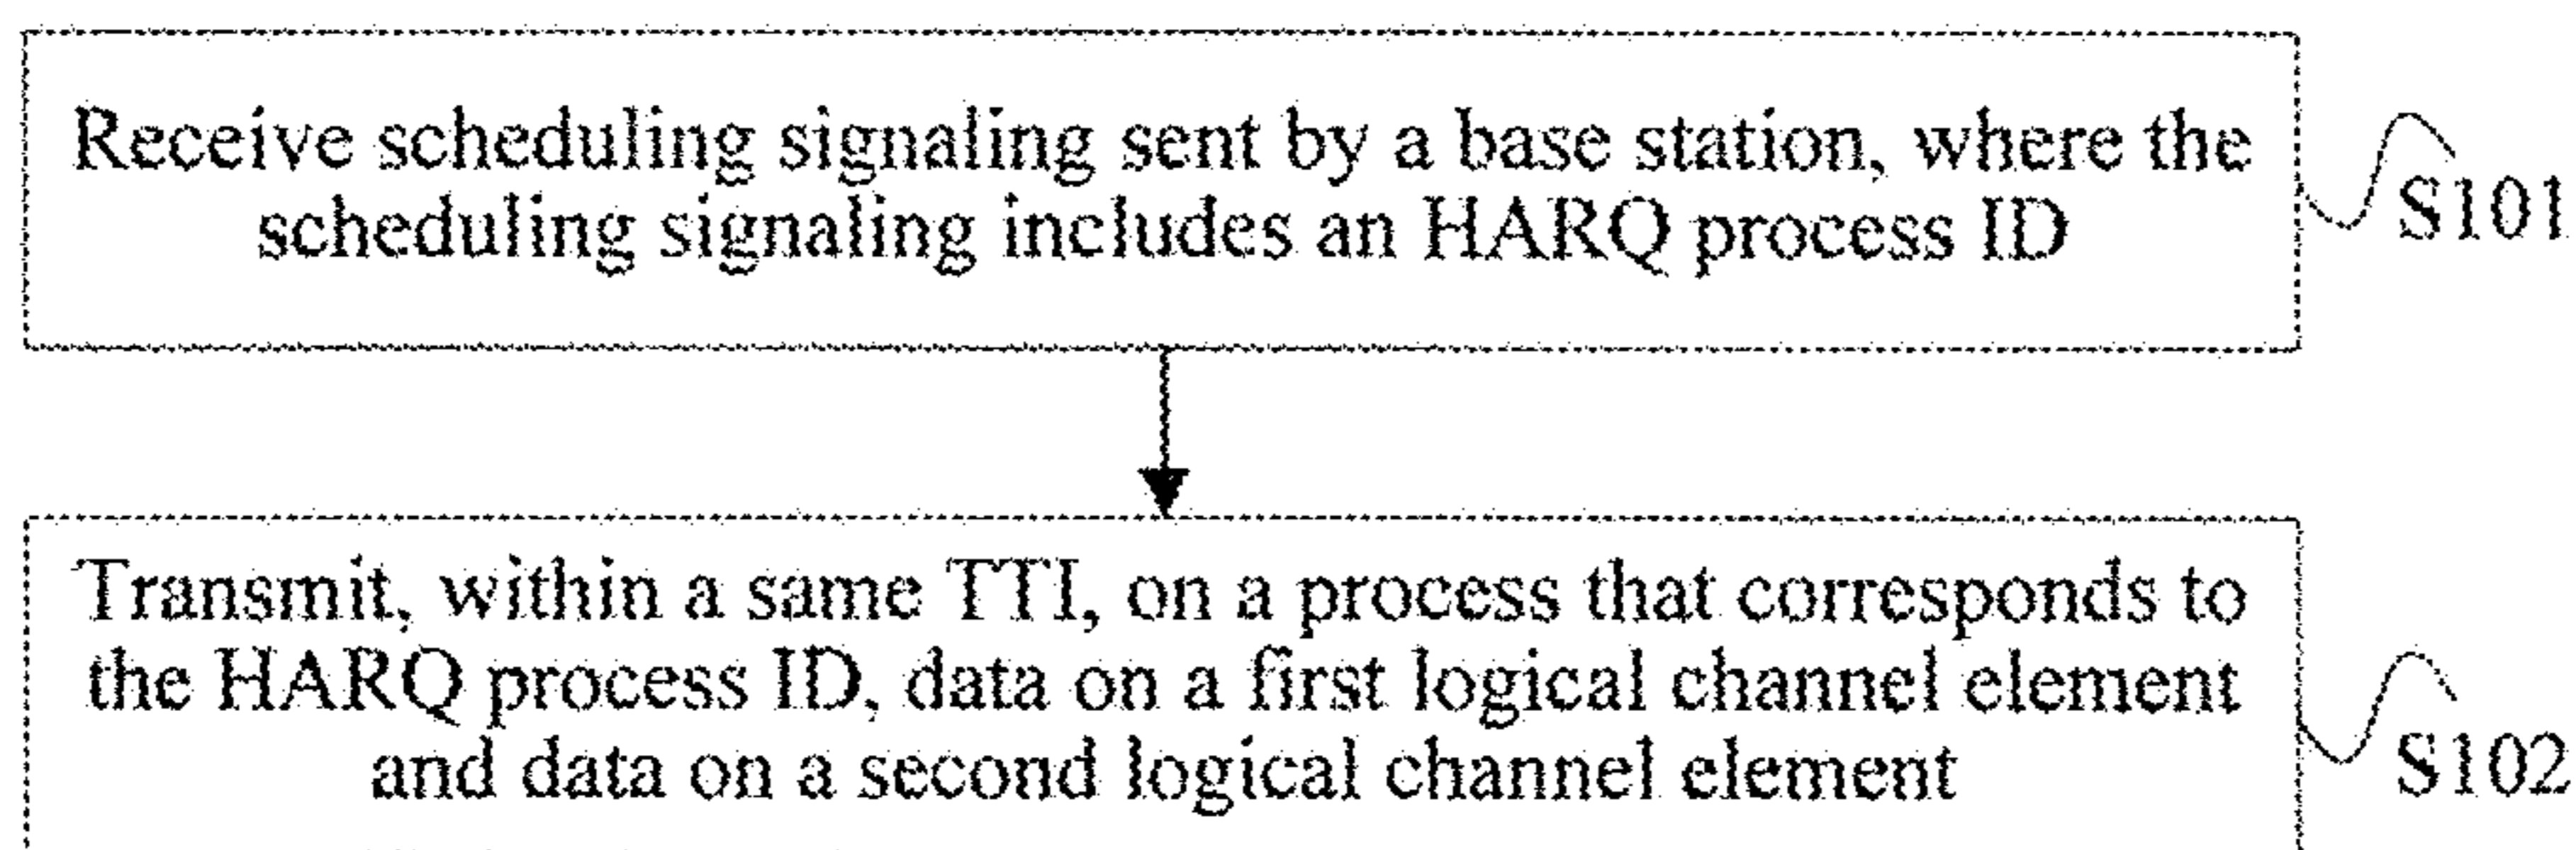 Receive scheduling signaling sent by a base station, where the
scheduling signaling includes an HARQ process ID
S101
Transmit, within a same TTI, on a process that corresponds to
the HARQ process ID, data on a first logical channel element
and data on a second logical channel element
S102